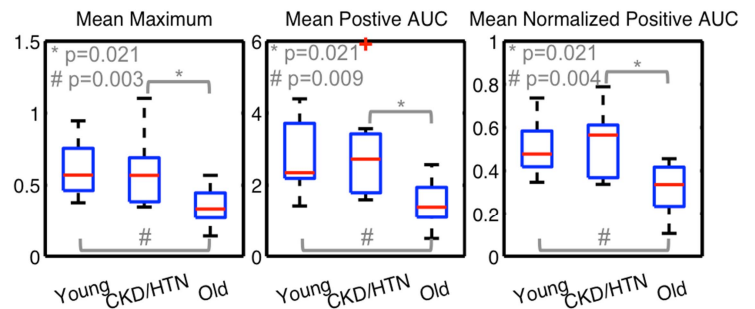 Mean Maximum
1.5
1
0.5
0
* p=0.021
# p=0.003
*
#
Young CKD/HTN Old
Mean Postive AUC
6
4
2
0
* p=0.021
# p=0.009
*
#
Young CKD/HTN Old
Mean Normalized Positive AUC
1
0.8
0.6
0.4
0.2
0
* p=0.021
# p=0.004
*
#
Young CKD/HTN Old